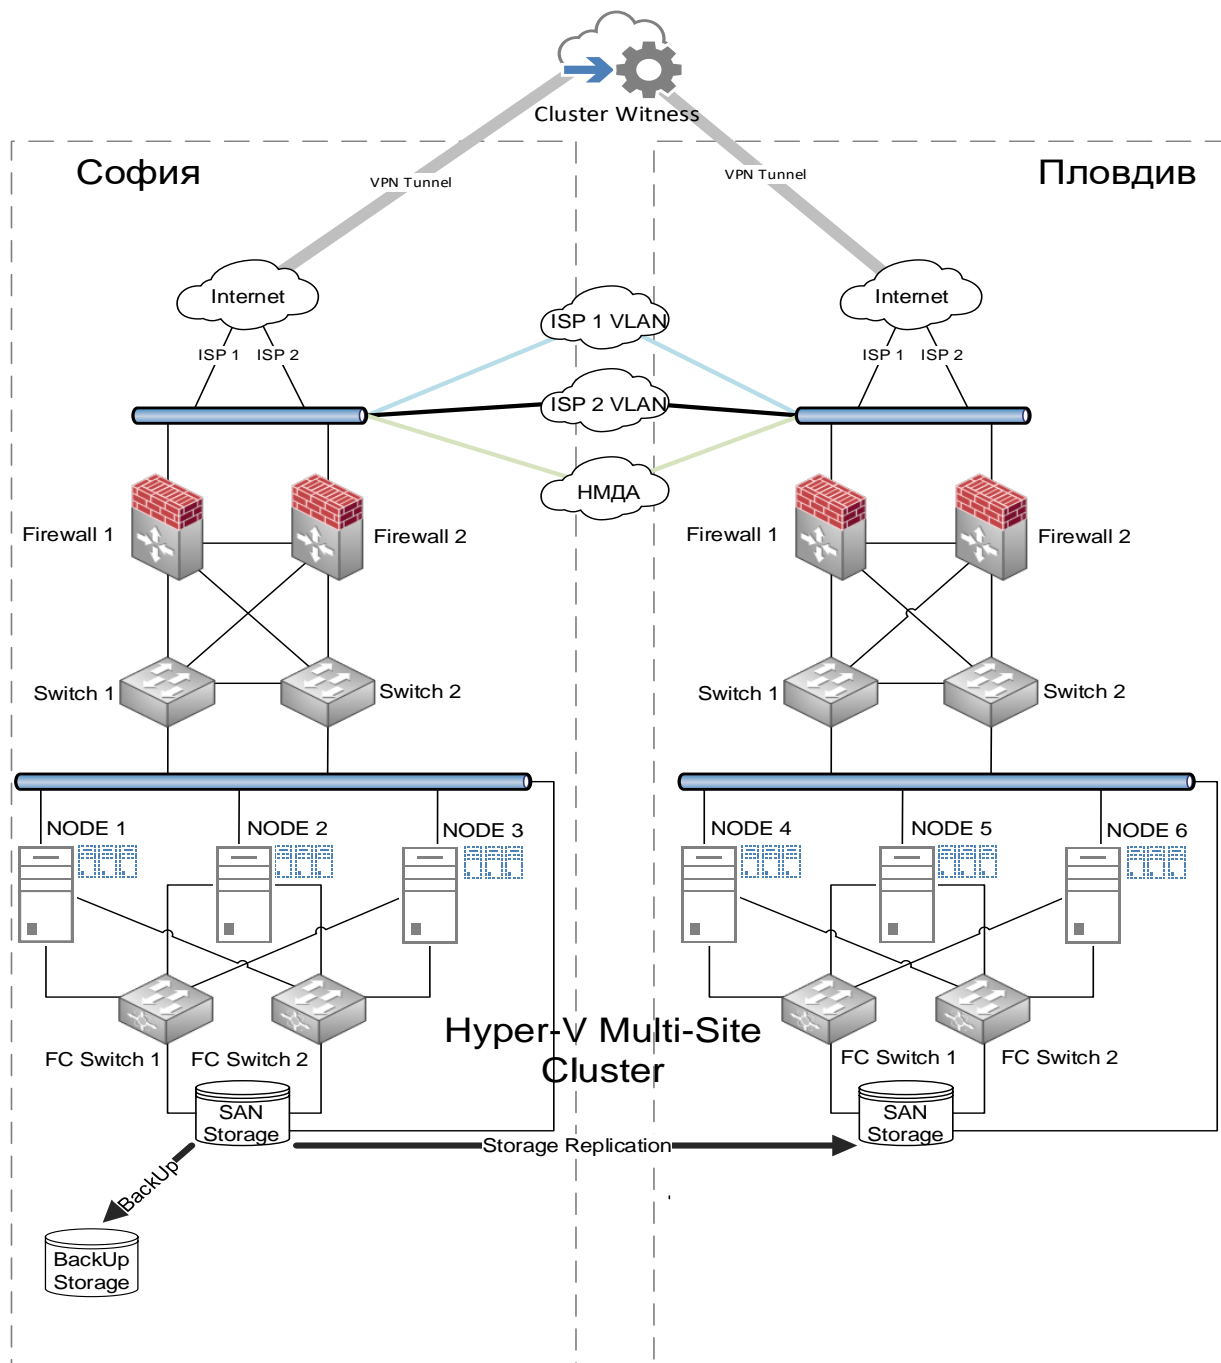 Cluster Witness
София
Пловдив
VPN Tunnel
VPN Tunnel
Internet
Internet
ISP 1 VLAN
ISP 1
ISP 2
ISP 1
ISP 2
ISP 2 VLAN
НМДА
Firewall 1
Firewall 2
Firewall 1
Firewall 2
Switch 1
Switch 2
Switch 1
Switch 2
NODE 1
NODE 2
NODE 3
NODE 4
NODE 5
NODE 6
Hyper-V Multi-Site
Cluster
FC Switch 1
FC Switch 2
FC Switch 1
FC Switch 2
SAN
Storage
SAN
Storage
Storage Replication
BackUp
BackUp
Storage